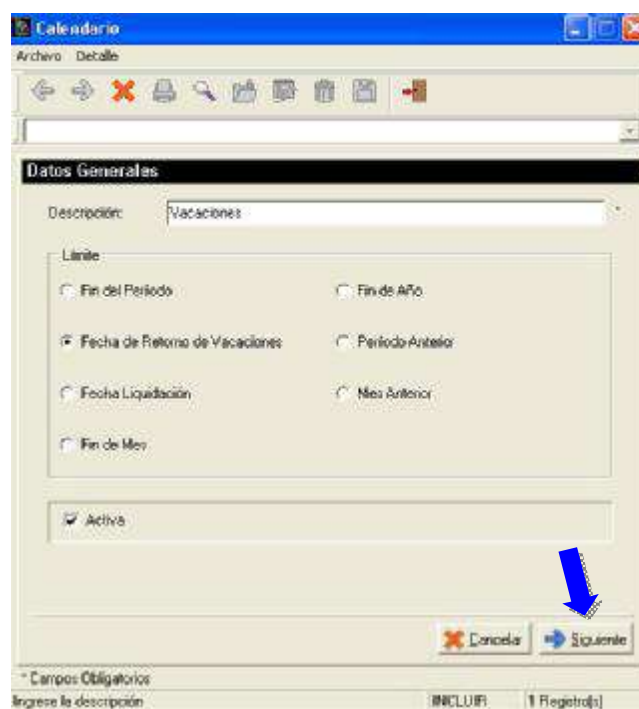 Calendario
Archivo Detalle
Datos Generales
Descripción: Vacaciones *
Límite
Fin del Período Fin de Año
Fecha de Retorno de Vacaciones Período Anterior
Fecha Liquidación Mes Anterior
Fin de Mes
Activa
Cancelar Siguiente
* Campos Obligatorios
Ingrese la descripción INCLUIR 1 Registro[s]